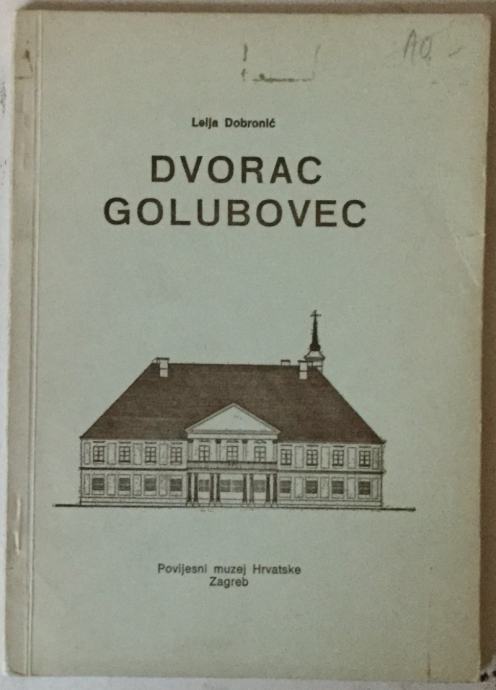 Lelja Dobronić
DVORAC
GOLUBOVEC
Povijesni muzej Hrvatske
Zagreb